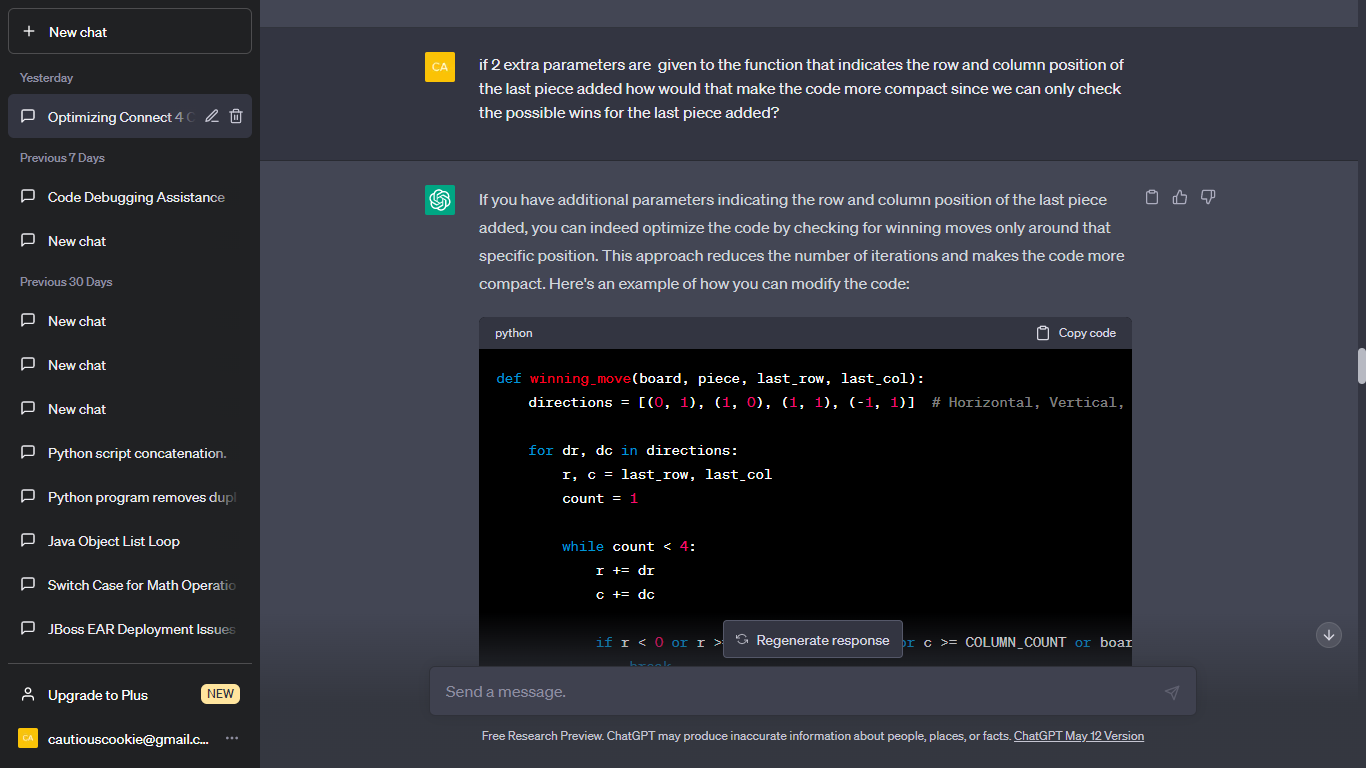 New chat
Yesterday
Optimizing Connect 4
Previous 7 Days
Code Debugging Assistance
New chat
Previous 30 Days
New chat
New chat
New chat
Python script concatenation.
Python program removes dupl
Java Object List Loop
Switch Case for Math Operatio
JBoss EAR Deployment Issues
Upgrade to Plus NEW
CA cautiouscookie@gmail.c... ...
CA
if 2 extra parameters are given to the function that indicates the row and column position of
the last piece added how would that make the code more compact since we can only check
the possible wins for the last piece added?
If you have additional parameters indicating the row and column position of the last piece
added, you can indeed optimize the code by checking for winning moves only around that
specific position. This approach reduces the number of iterations and makes the code more
compact. Here's an example of how you can modify the code:
python Copy code
def winning_move(board, piece, last_row, last_col):
directions = [(0, 1), (1, 0), (1, 1), (-1, 1)] # Horizontal, Vertical,
for dr, dc in directions:
r, c = last_row, last_col
count = 1
while count < 4:
r += dr
c += dc
if r < 0 or r > or c >= COLUMN_COUNT or boar
break
Regenerate response
Send a message.
Free Research Preview. ChatGPT may produce inaccurate information about people, places, or facts. ChatGPT May 12 Version